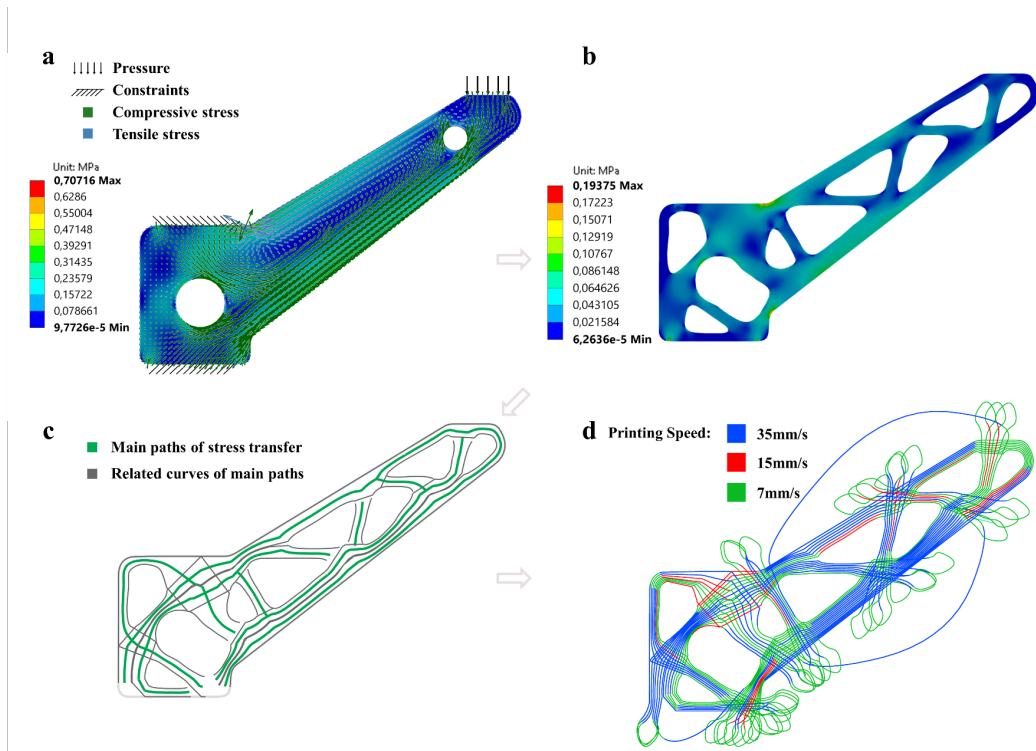 a
Pressure
Constraints
Compressive stress
Tensile stress
Unit: MPa
0,70716 Max
0,6286
0,55004
0,47148
0,39291
0,31435
0,23579
0,15722
0,078661
9,7726e-5 Min
b
Unit: MPa
0,19375 Max
0,17223
0,15071
0,12919
0,10767
0,086148
0,064626
0,043105
0,021584
6,2636e-5 Min
c
Main paths of stress transfer
Related curves of main paths
d
Printing Speed:
35mm/s
15mm/s
7mm/s